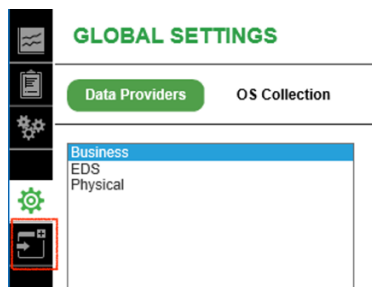 GLOBAL SETTINGS
Data Providers OS Collection
Business
EDS
Physical